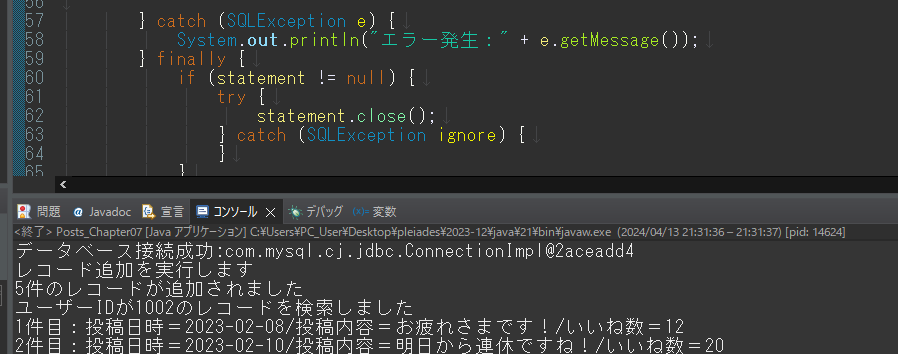 56
57 } catch (SQLException e) {
58 System.out.println("エラー発生：" + e.getMessage());
59 } finally {
60 if (statement != null) {
61 try {
62 statement.close();
63 } catch (SQLException ignore) {
64 }
65 }
問題 @ Javadoc 宣言 コンソール × デバッグ (x)= 変数
<終了> Posts_Chapter07 [Java アプリケーション] C:¥Users¥PC_User¥Desktop¥pleiades¥2023-12¥java¥21¥bin¥javaw.exe (2024/04/13 21:31:36 – 21:31:37) [pid: 14624]
データベース接続成功:com.mysql.cj.jdbc.ConnectionImpl@2aceadd4
レコード追加を実行します
5件のレコードが追加されました
ユーザーIDが1002のレコードを検索しました
1件目：投稿日時＝2023-02-08/投稿内容＝お疲れさまです！/いいね数＝12
2件目：投稿日時＝2023-02-10/投稿内容＝明日から連休ですね！/いいね数＝20